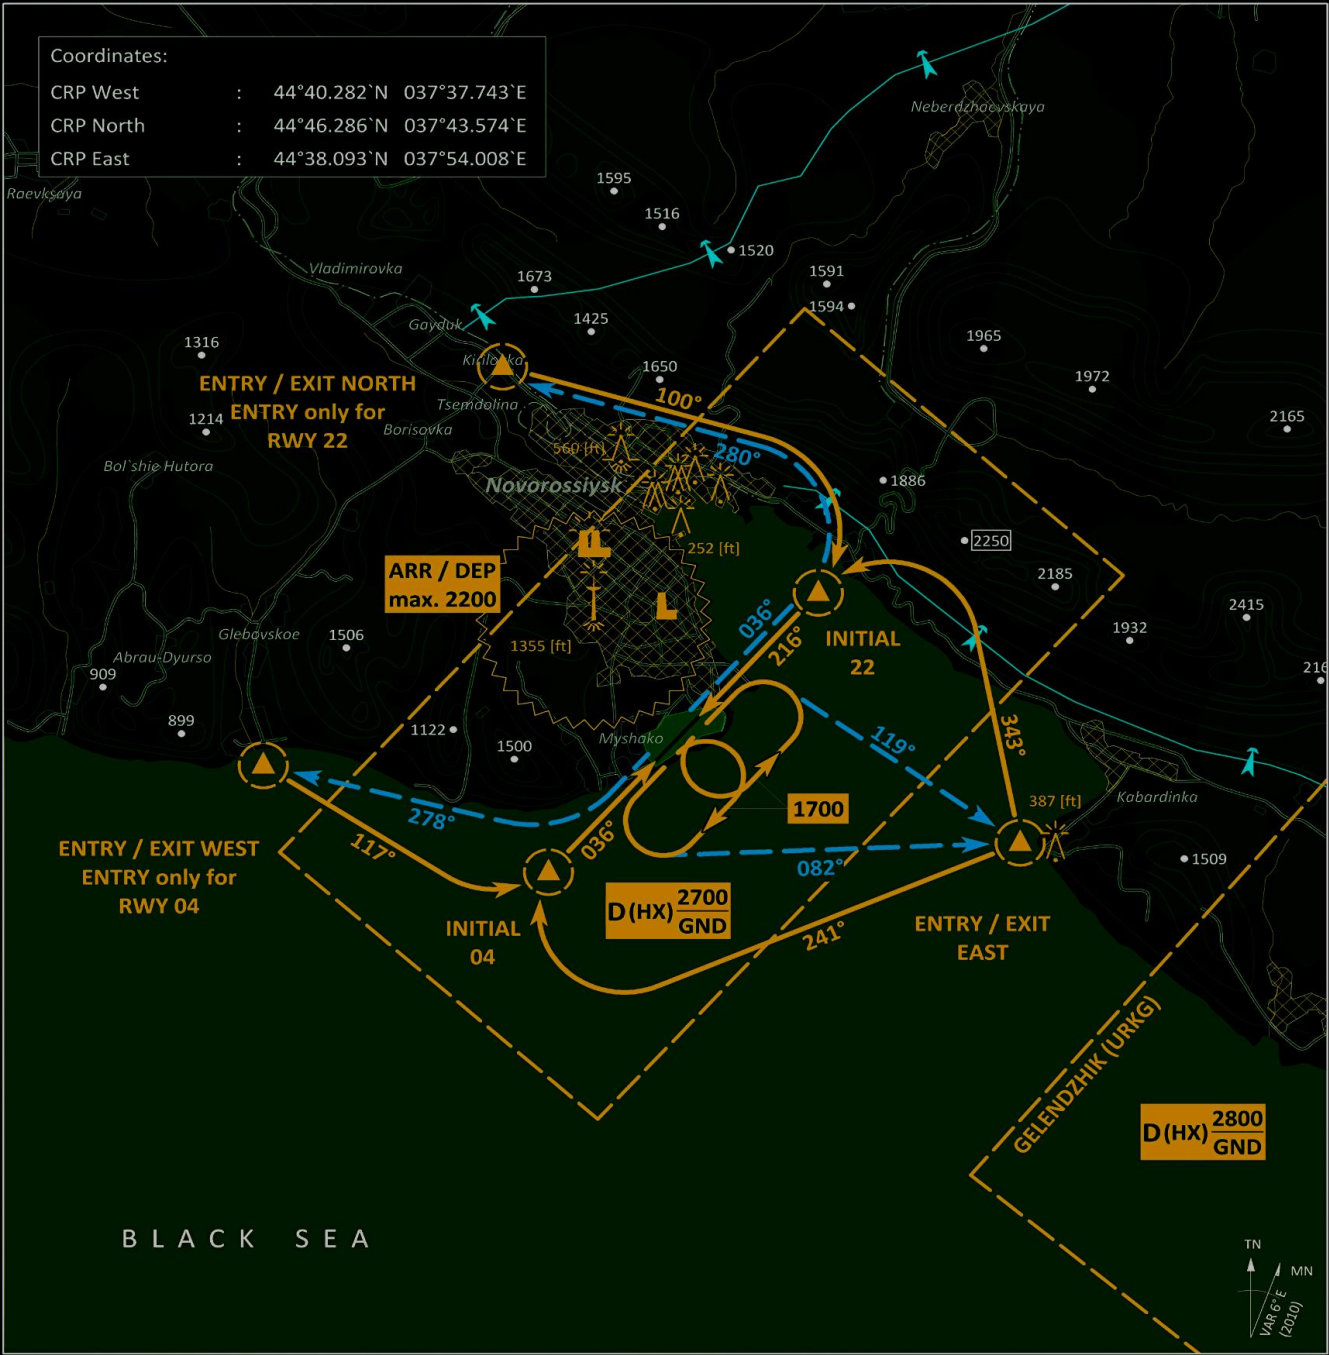 Coordinates:
CRP West : 44°40.282`N 037°37.743`E
CRP North : 44°46.286`N 037°43.574`E
CRP East : 44°38.093`N 037°54.008`E
Neberdzhaevskaya
Raevksaya
1595
1516
1520
Vladimirovka
1673
1591
1594
Gayduk
1425
1965
1316
Kirilovka
1650
1972
ENTRY / EXIT NORTH
ENTRY only for
RWY 22
100°
Tsemdolina
1214
2165
Borisovka
560 [ft]
280°
Bol`shie Hutora
Novorossiysk
1886
2250
252 [ft]
ARR / DEP
max. 2200
2185
2415
036°
216°
INITIAL
22
1932
Glebovskoe
1506
1355 [ft]
Abrau-Dyurso
909
216
899
1122
1500
Myshako
119°
343°
1700
387 [ft]
Kabardinka
278°
117°
036°
ENTRY / EXIT WEST
ENTRY only for
RWY 04
082°
1509
D(HX) 2700
GND
INITIAL
04
241°
ENTRY / EXIT
EAST
GELENDZHIK (URKG)
D(HX) 2800
GND
BLACK SEA
TN
MN
VAR 6° E
(2010)